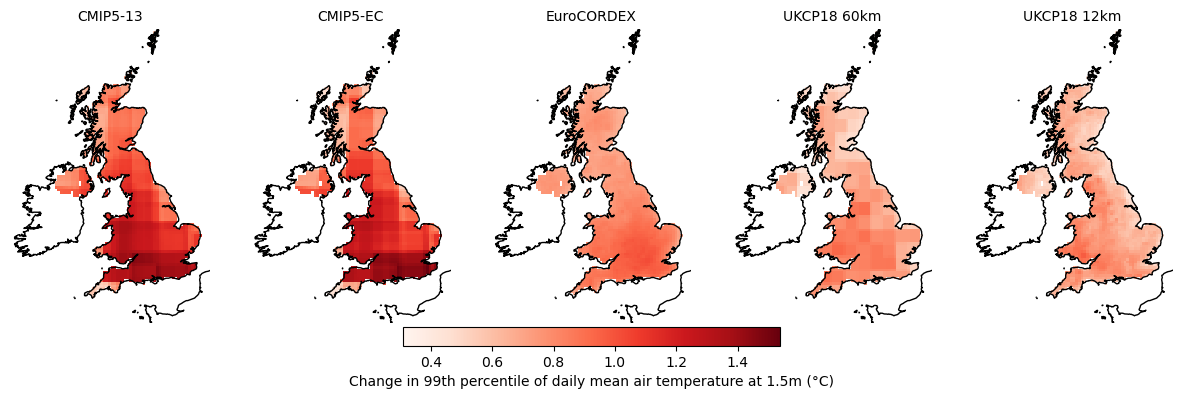 CMIP5-13 CMIP5-EC EuroCORDEX UKCP18 60km UKCP18 12km
0.4 0.6 0.8 1.0 1.2 1.4
Change in 99th percentile of daily mean air temperature at 1.5m (°C)